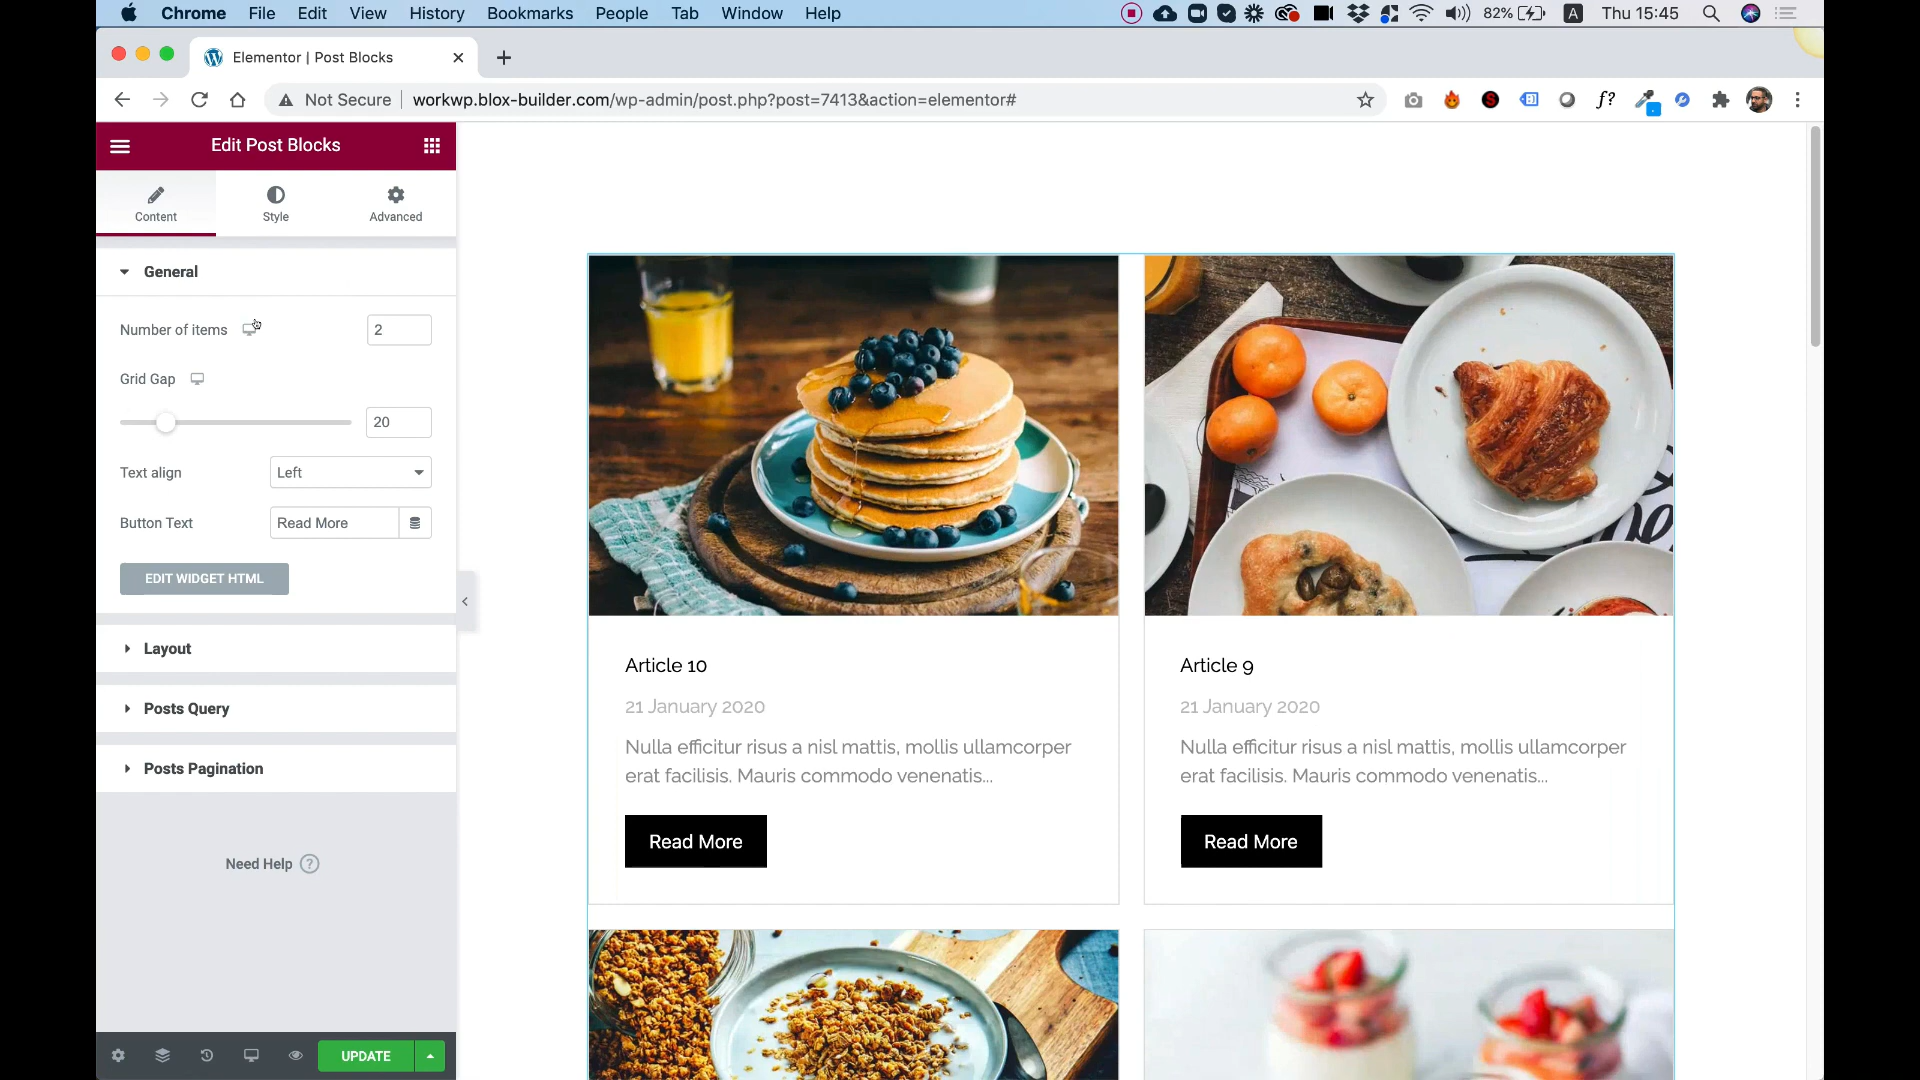 Chrome File Edit View History Bookmarks People Tab Window Help 82% A Thu 15:45
Elementor | Post Blocks
Not Secure workwp.blox-builder.com/wp-admin/post.php?post=7413&action=elementor# S f?
Edit Post Blocks
Content Style Advanced
General
Number of items 2
Grid Gap
20
Text align Left
Button Text Read More
EDIT WIDGET HTML
Layout
Posts Query
Posts Pagination
Need Help ?
UPDATE
Article 10
21 January 2020
Nulla efficitur risus a nisl mattis, mollis ullamcorper
erat facilisis. Mauris commodo venenatis...
Read More
Article 9
21 January 2020
Nulla efficitur risus a nisl mattis, mollis ullamcorper
erat facilisis. Mauris commodo venenatis...
Read More